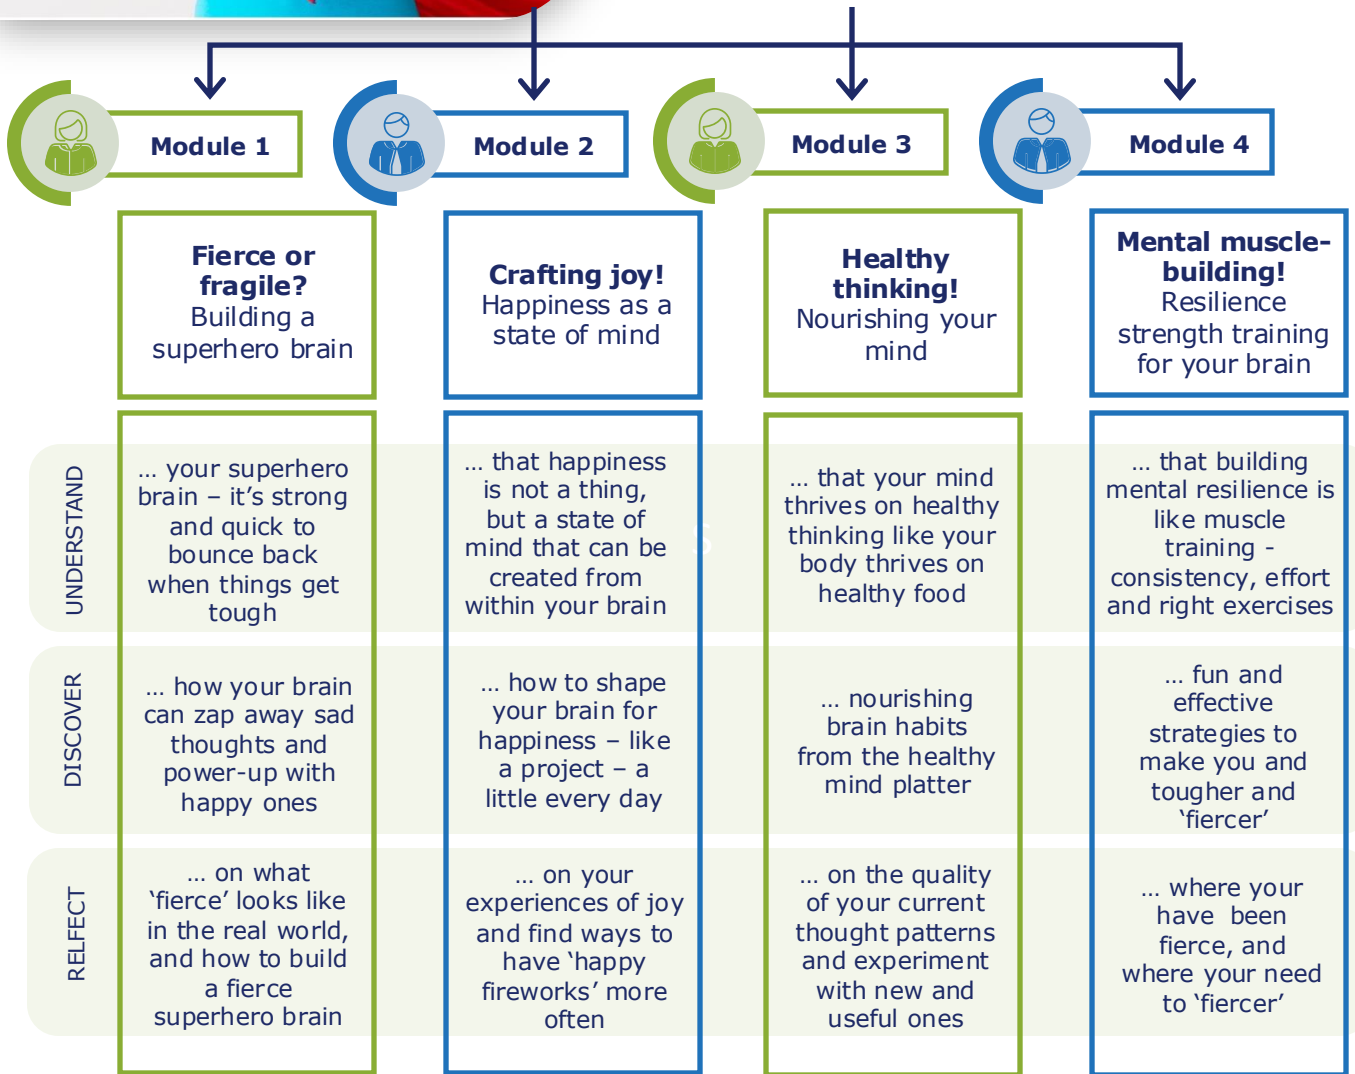 Module 1
Module 2
Module 3
Module 4
Fierce or
fragile?
Building a
superhero brain
Crafting joy!
Happiness as a
state of mind
Healthy
thinking!
Nourishing your
mind
Mental muscle-
building!
Resilience
strength training
for your brain
UNDERSTAND
... your superhero
brain – it's strong
and quick to
bounce back
when things get
tough
... that happiness
is not a thing,
but a state of
mind that can be
created from
within your brain
S
... that your mind
thrives on healthy
thinking like your
body thrives on
healthy food
... that building
mental resilience is
like muscle
training -
consistency, effort
and right exercises
DISCOVER
... how your brain
can zap away sad
thoughts and
power-up with
happy ones
... how to shape
your brain for
happiness – like
a project – a
little every day
... nourishing
brain habits
from the healthy
mind platter
... fun and
effective
strategies to
make you and
tougher and
‘fiercer’
RELFECT
... on what
‘fierce’ looks like
in the real world,
and how to build
a fierce
superhero brain
... on your
experiences of joy
and find ways to
have ‘happy
fireworks’ more
often
... on the quality
of your current
thought patterns
and experiment
with new and
useful ones
... where your
have been
fierce, and
where your need
to ‘fiercer’